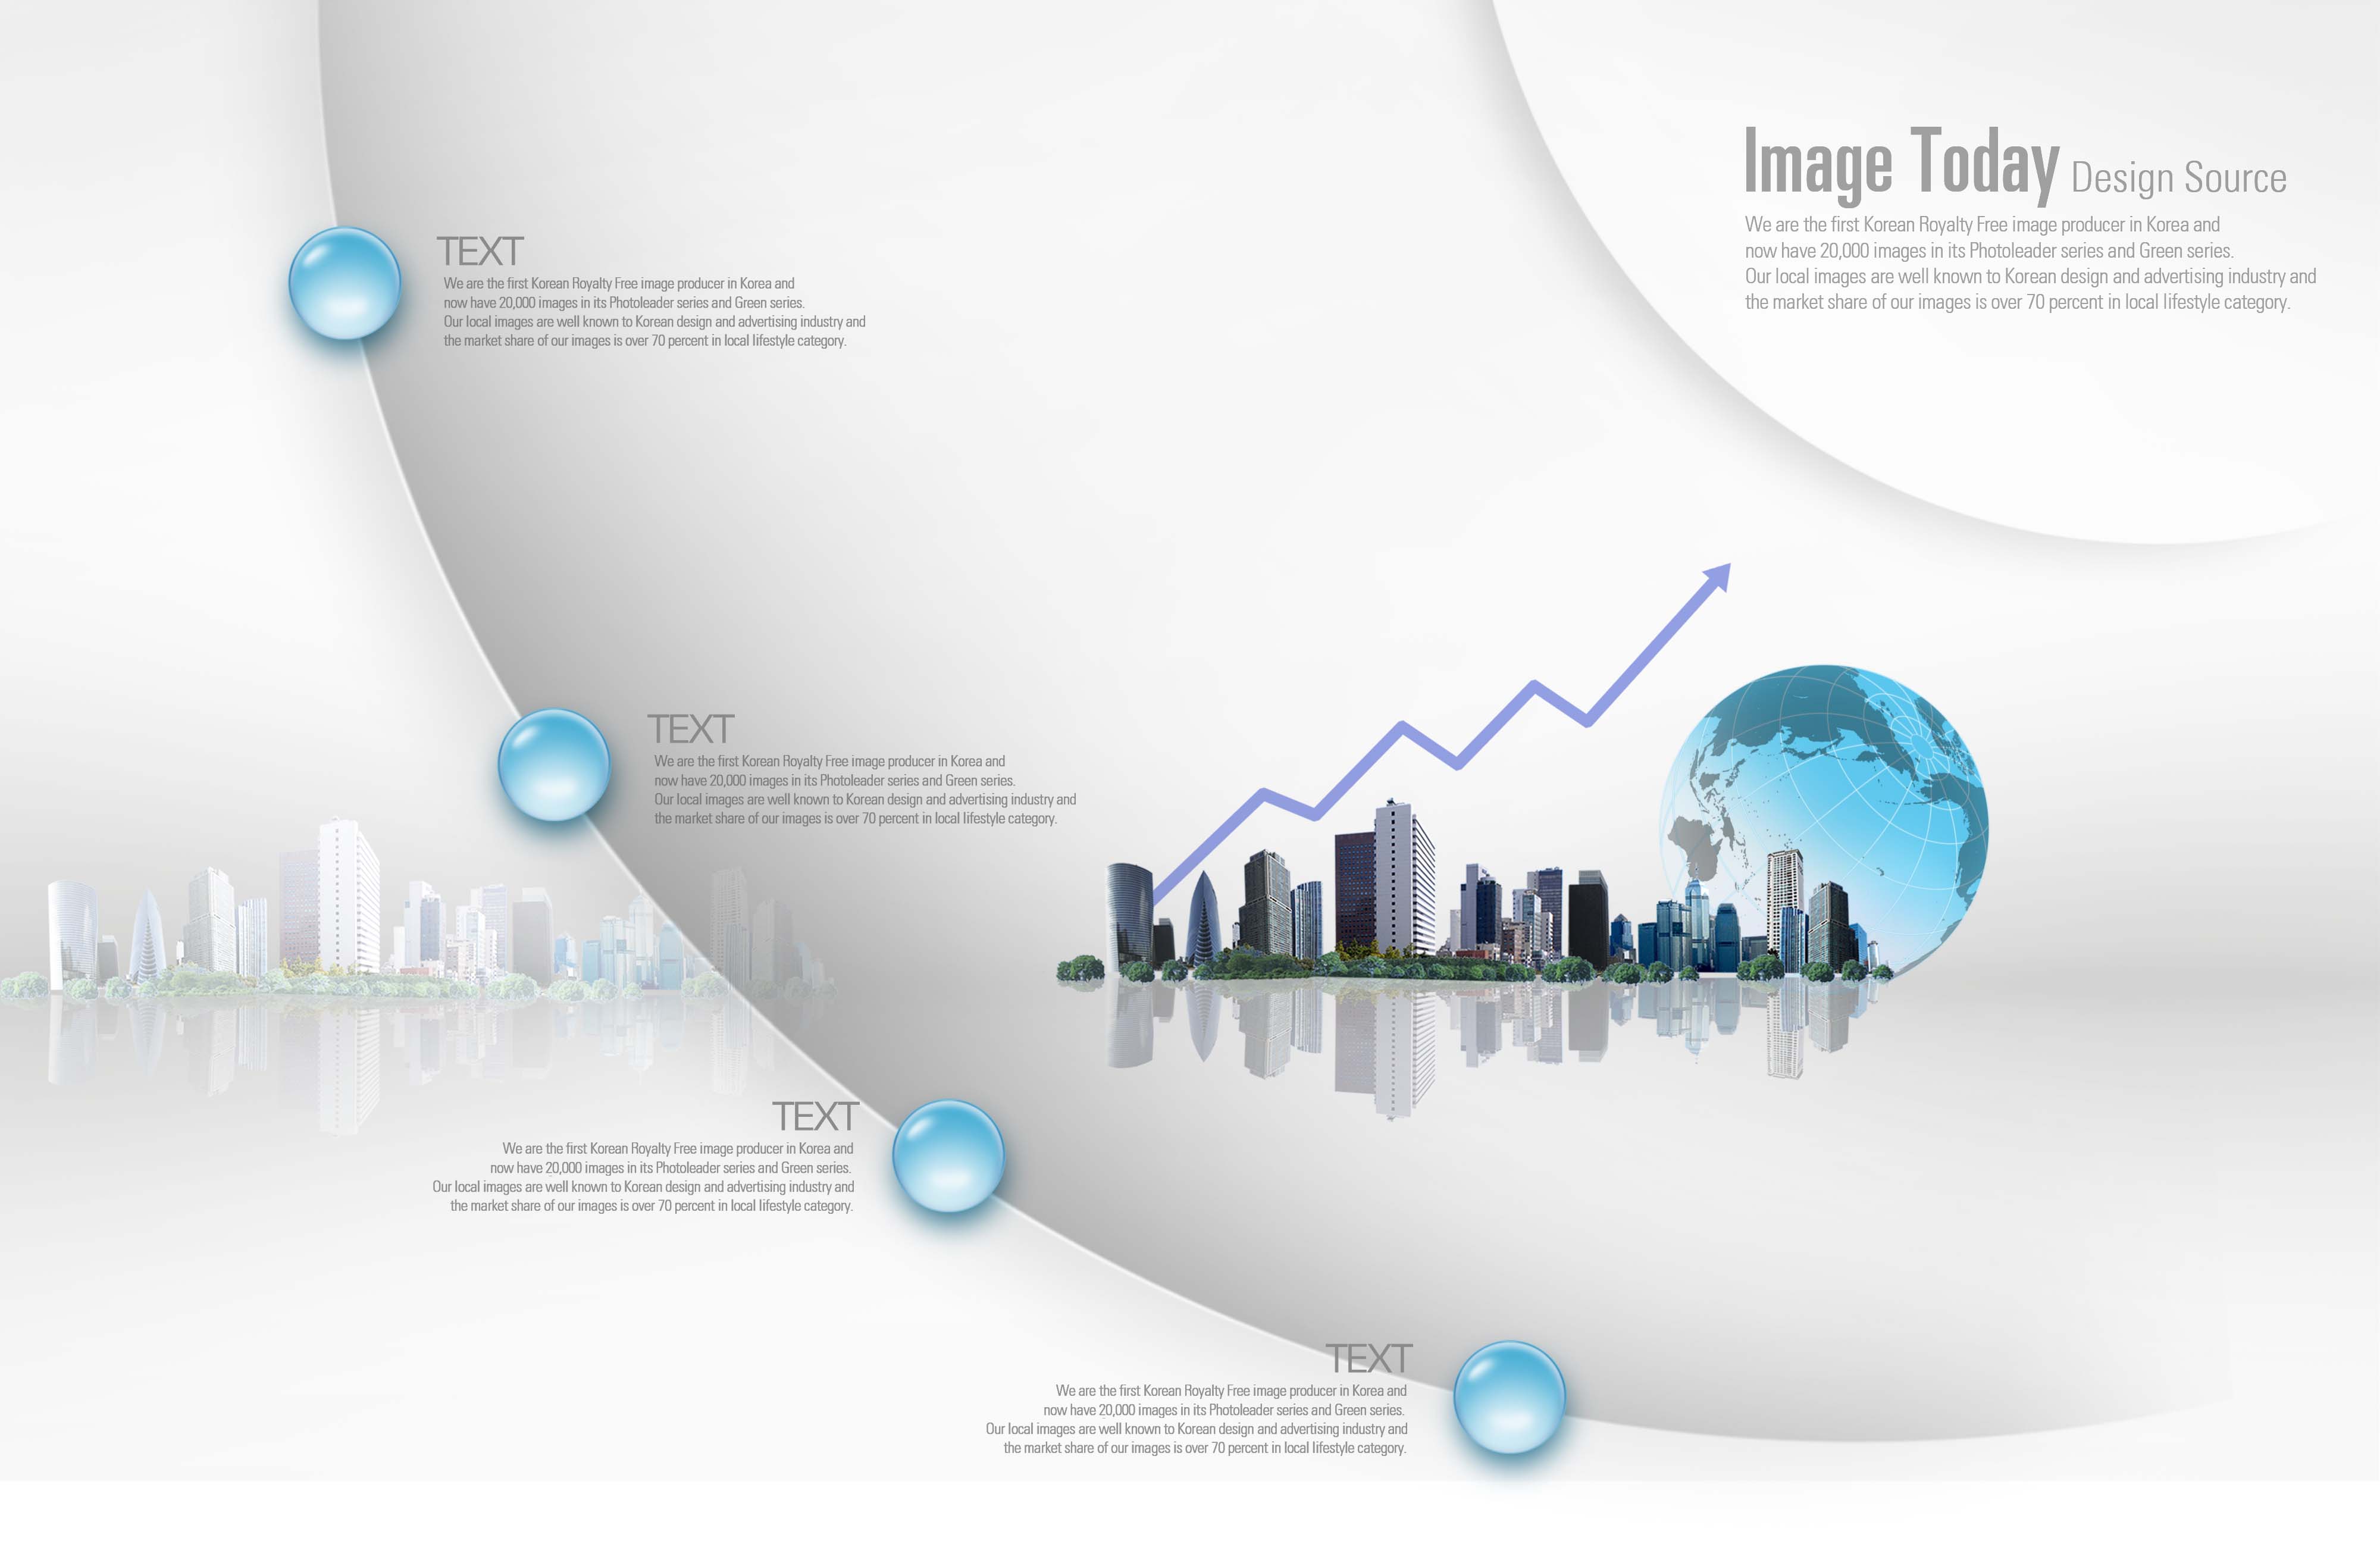 Image Today Design Source
We are the first Korean Royalty Free image producer in Korea and
now have 20,000 images in its Photoleader series and Green series.
Our local images are well known to Korean design and advertising industry and
the market share of our images is over 70 percent in local lifestyle category.
TEXT
We are the first Korean Royalty Free image producer in Korea and
now have 20,000 images in its Photoleader series and Green series.
Our local images are well known to Korean design and advertising industry and
the market share of our images is over 70 percent in local lifestyle category.
TEXT
We are the first Korean Royalty Free image producer in Korea and
now have 20,000 images in its Photoleader series and Green series.
Our local images are well known to Korean design and advertising industry and
the market share of our images is over 70 percent in local lifestyle category.
TEXT
We are the first Korean Royalty Free image producer in Korea and
now have 20,000 images in its Photoleader series and Green series.
Our local images are well known to Korean design and advertising industry and
the market share of our images is over 70 percent in local lifestyle category.
TEXT
We are the first Korean Royalty Free image producer in Korea and
now have 20,000 images in its Photoleader series and Green series.
Our local images are well known to Korean design and advertising industry and
the market share of our images is over 70 percent in local lifestyle category.